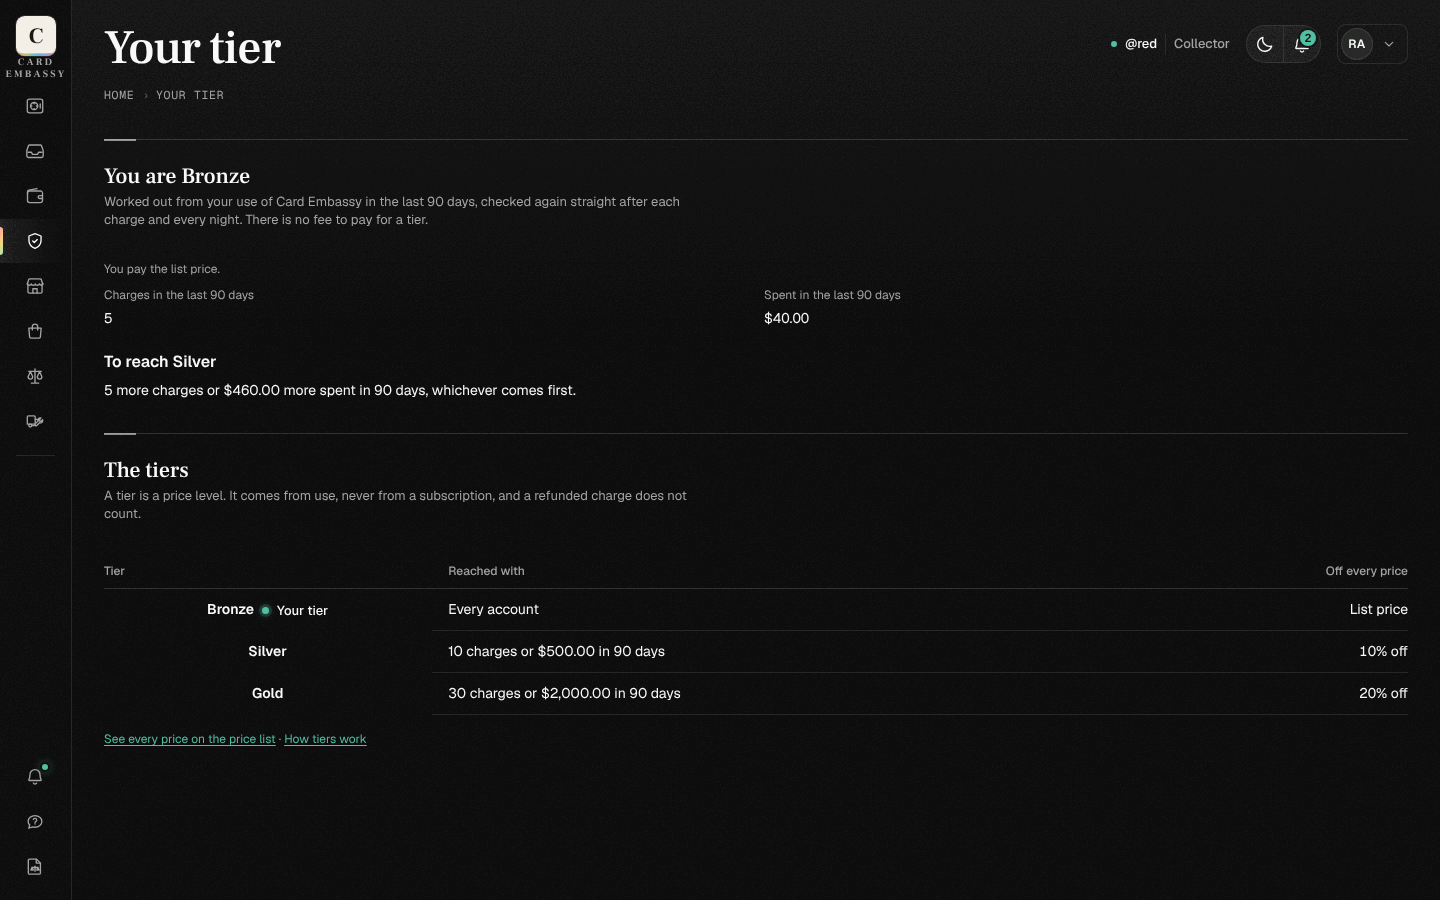 C
CARD
EMBASSY
Your tier
@red
Collector
2
RA
HOME › YOUR TIER
You are Bronze
Worked out from your use of Card Embassy in the last 90 days, checked again straight after each
charge and every night. There is no fee to pay for a tier.
You pay the list price.
Charges in the last 90 days
Spent in the last 90 days
5
$40.00
To reach Silver
5 more charges or $460.00 more spent in 90 days, whichever comes first.
The tiers
A tier is a price level. It comes from use, never from a subscription, and a refunded charge does not
count.
Tier
Reached with
Off every price
Bronze
Your tier
Every account
List price
Silver
10 charges or $500.00 in 90 days
10% off
Gold
30 charges or $2,000.00 in 90 days
20% off
See every price on the price list · How tiers work